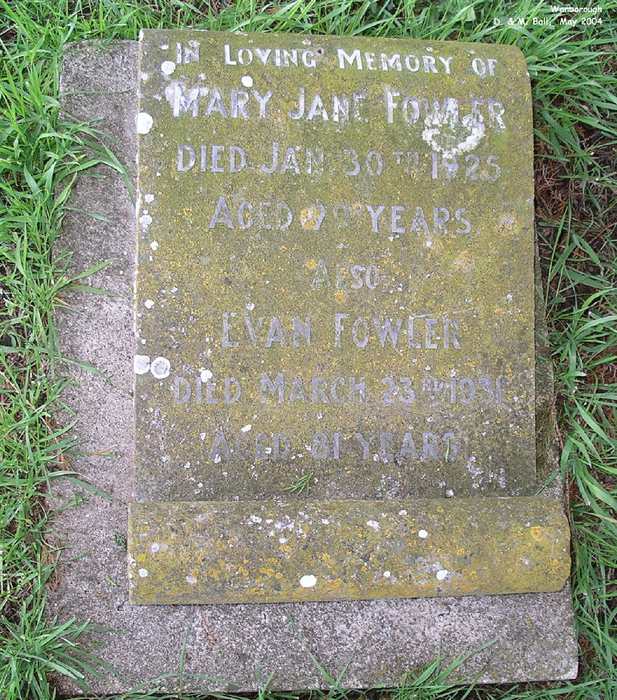 Wanborough
D. & M. Ball, May 2004
IN LOVING MEMORY OF
MARY JANE FOWLER
DIED JAN. 30TH 1925
AGED YEARS
ALSO
EVAN FOWLER
DIED MARCH 23RD
AGED 81 YEARS